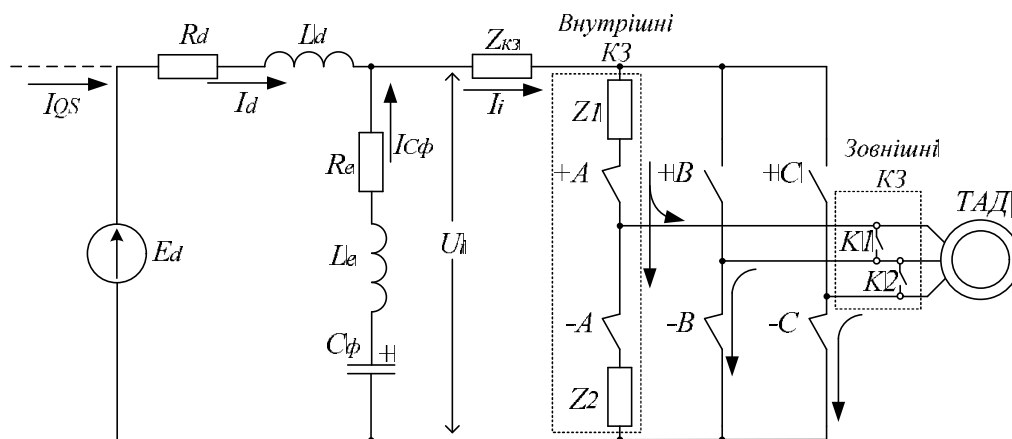 Внутрішні
КЗ
Rd
Ld
Zкз
IQS
Id
Ii
Z1
ICф
Зовнішні
КЗ
Re
+A
+B
+C
ТАД
Ed
Ui
K1
Le
K2
-A
-B
-C
Cф
+
Z2